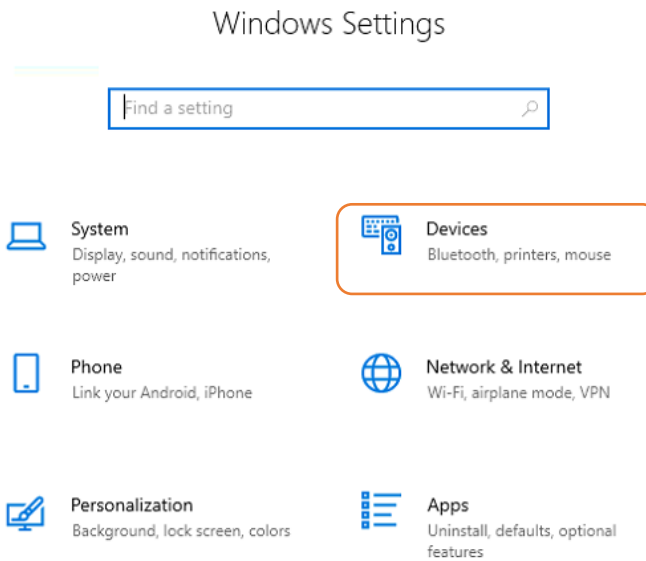 Windows Settings
Find a setting
System
Display, sound, notifications,
power
Devices
Bluetooth, printers, mouse
Phone
Link your Android, iPhone
Network & Internet
Wi-Fi, airplane mode, VPN
Personalization
Background, lock screen, colors
Apps
Uninstall, defaults, optional
features